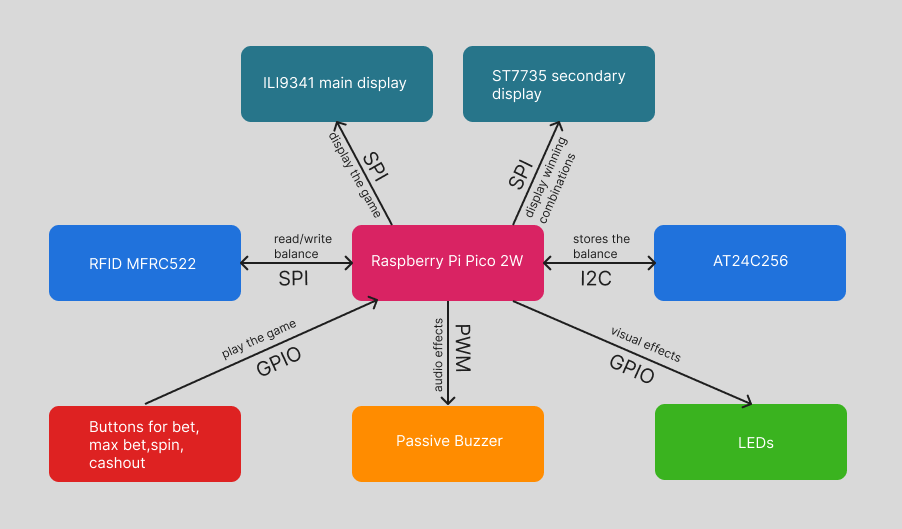 ILI9341 main display
ST7735 secondary
display
SPI
display the game
SPI
display winning
combinations
RFID MFRC522
read/write
balance
SPI
Raspberry Pi Pico 2W
stores the
balance
I2C
AT24C256
play the game
GPIO
audio effects
PWM
visual effects
GPIO
Buttons for bet,
max bet,spin,
cashout
Passive Buzzer
LEDs